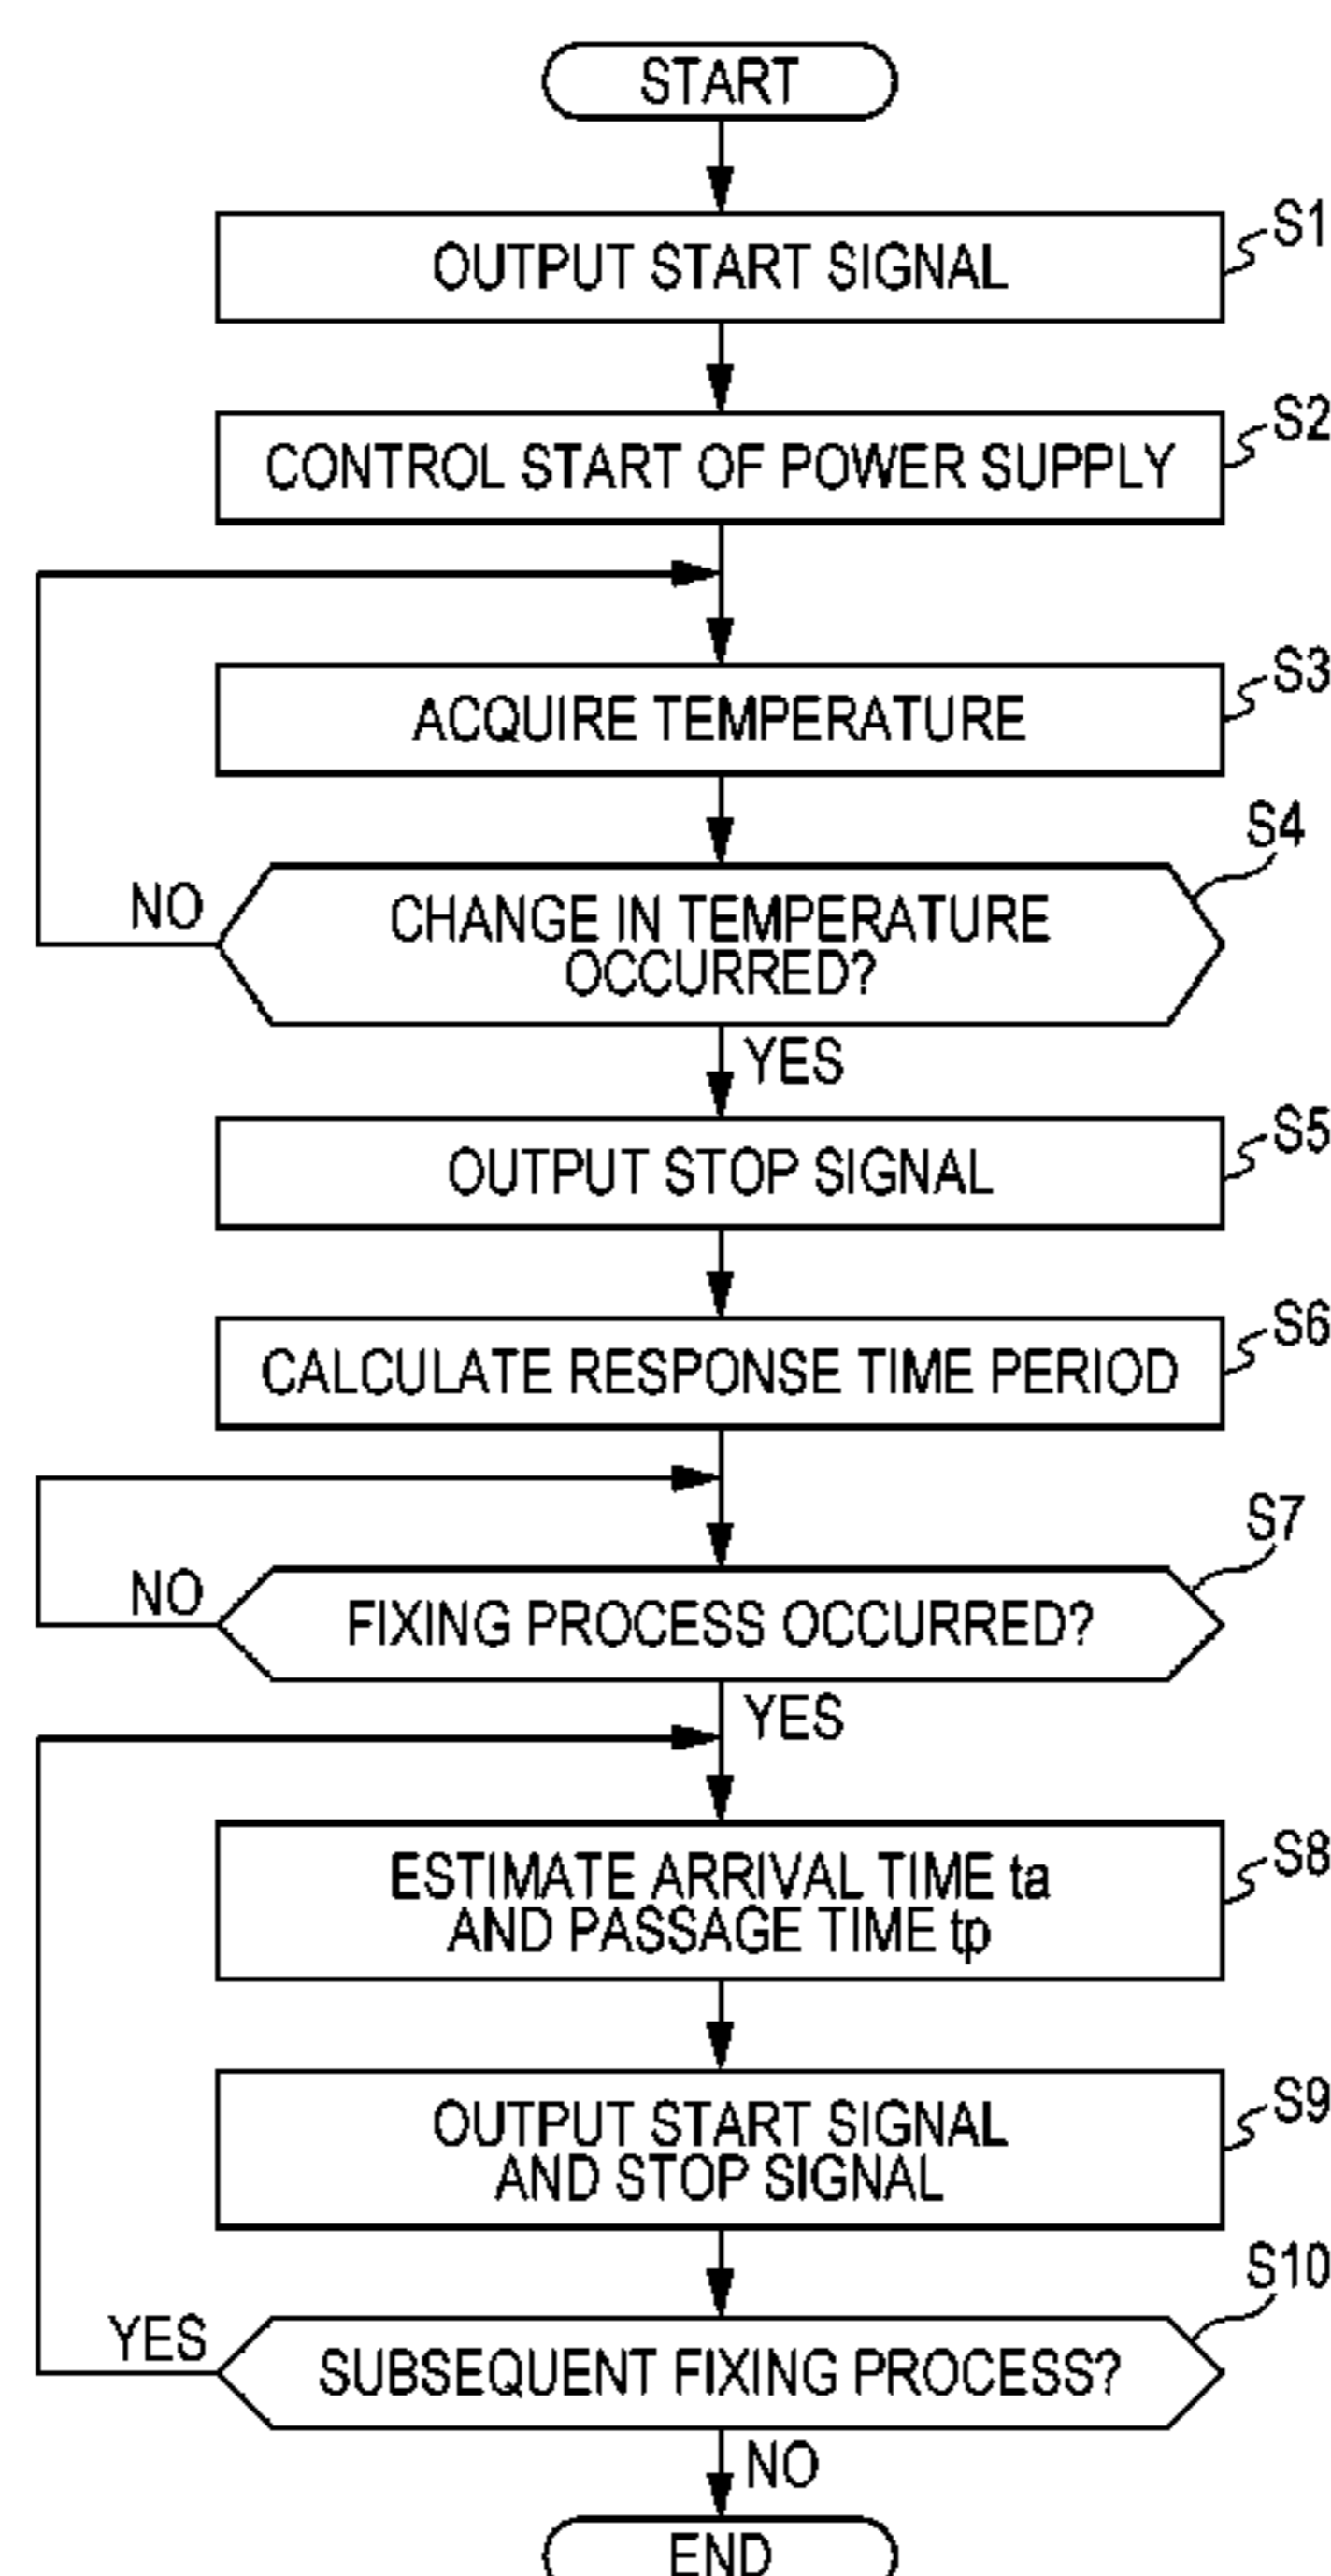 START
OUTPUT START SIGNAL
S1
CONTROL START OF POWER SUPPLY
S2
ACQUIRE TEMPERATURE
S3
CHANGE IN TEMPERATURE
OCCURRED?
S4
NO
YES
OUTPUT STOP SIGNAL
S5
CALCULATE RESPONSE TIME PERIOD
S6
FIXING PROCESS OCCURRED?
S7
NO
YES
ESTIMATE ARRIVAL TIME ta
AND PASSAGE TIME tp
S8
OUTPUT START SIGNAL
AND STOP SIGNAL
S9
SUBSEQUENT FIXING PROCESS?
S10
YES
NO
END